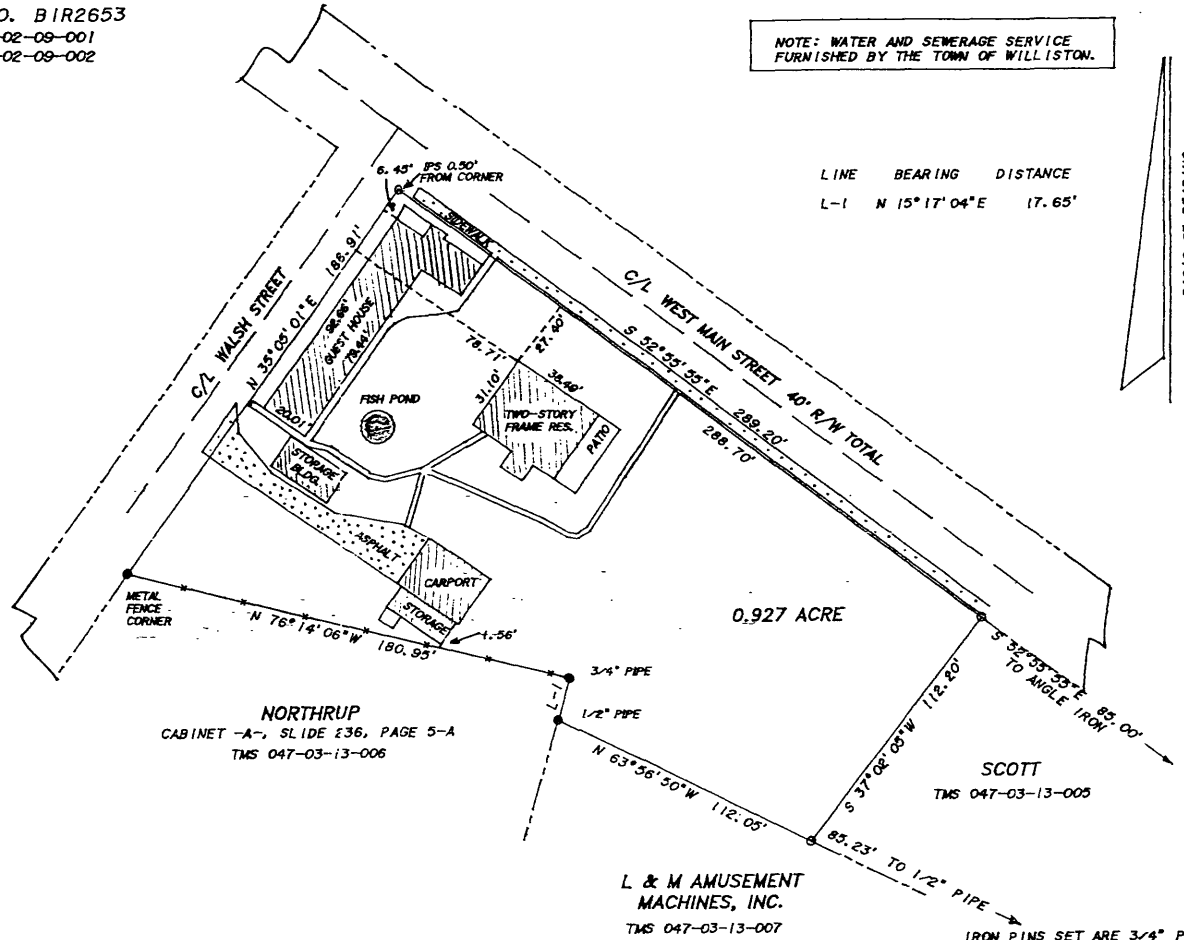 O. B1R2653
-02-09-001
-02-09-002
NOTE: WATER AND SEWERAGE SERVICE
FURNISHED BY THE TOWN OF WILLISTON.
LINE BEARING DISTANCE
L-1 N 15°17'04"E 17.65'
6.45'
IPS 0.50'
FROM CORNER
SIDEWALK
C/L WALSH STREET
N 35°05'01"E
C/L WEST MAIN STREET 40' R/W TOTAL
S 52°55'55"E 289.20'
288.70'
GUEST HOUSE
79.44'
20.01'
78.71'
27.40'
31.10'
FISH POND
TWO-STORY
FRAME RES.
PATIO
STORAGE
BLDG.
ASPHALT
CARPORT
STORAGE
1.56'
METAL
FENCE
CORNER
N 76°14'06"W 180.95'
0.927 ACRE
3/4" PIPE
L-1
1/2" PIPE
NORTHRUP
CABINET -A-, SLIDE 236, PAGE 5-A
TMS 047-03-13-006
N 63°56'50"W 112.05'
S 37°02'05"W 112.20'
S 52°55'55"E 85.00'
TO ANGLE IRON
SCOTT
TMS 047-03-13-005
85.23' TO 1/2" PIPE
L & M AMUSEMENT
MACHINES, INC.
TMS 047-03-13-007
IRON PINS SET ARE 3/4" P